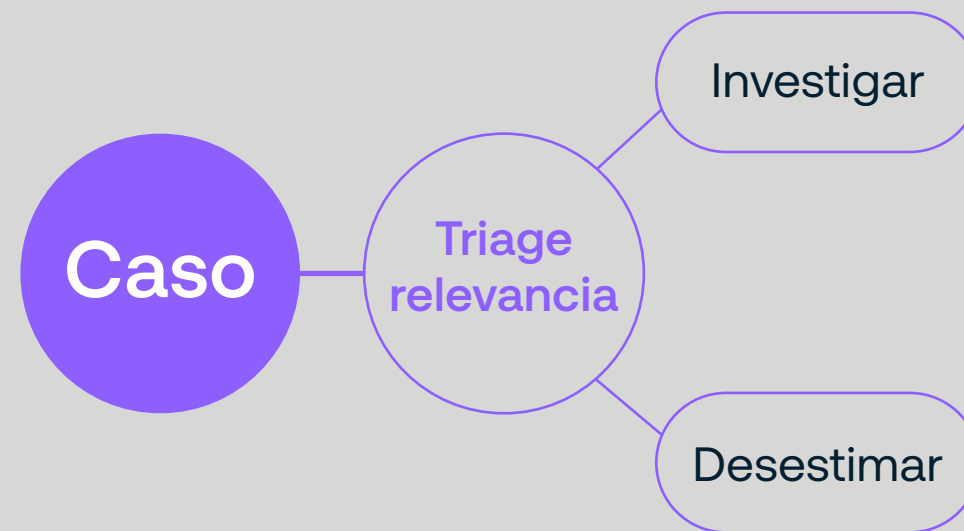 Investigar
Caso
Triage
relevancia
Desestimar